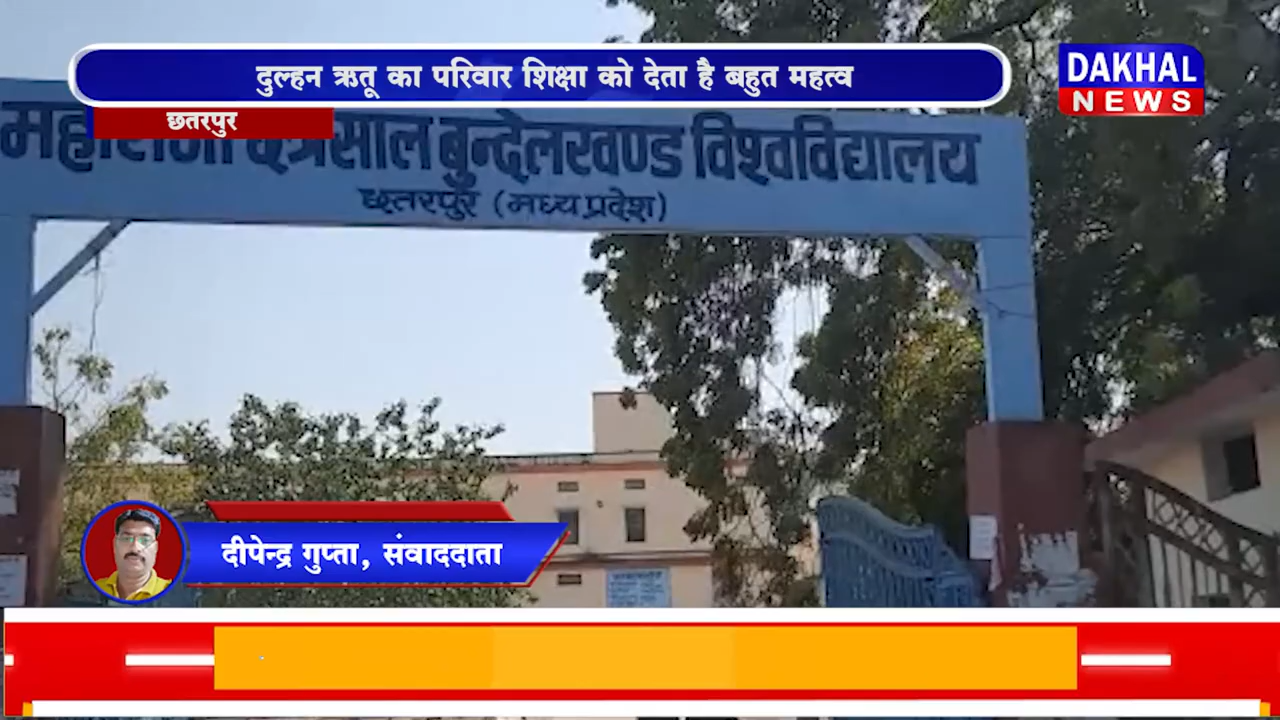 दुल्हन ऋतू का परिवार शिक्षा को देता है बहुत महत्व
DAKHAL
NEWS
छतरपुर
बुन्देलखण्ड विश्वविद्यालय
छतरपुर (मध्य प्रदेश)
दीपेन्द्र गुप्ता, संवाददाता